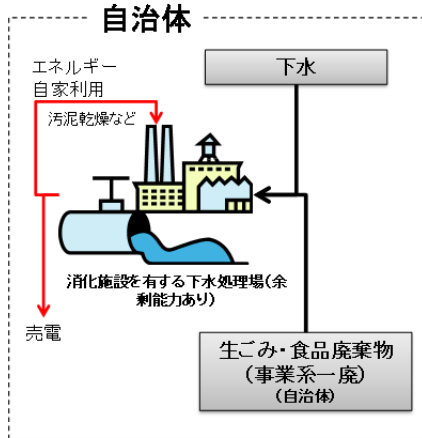 自治体
エネルギー
自家利用
汚泥乾燥など
下水
消化施設を有する下水処理場(余
剰能力あり)
売電
生ごみ・食品廃棄物
(事業系一廃)
(自治体)